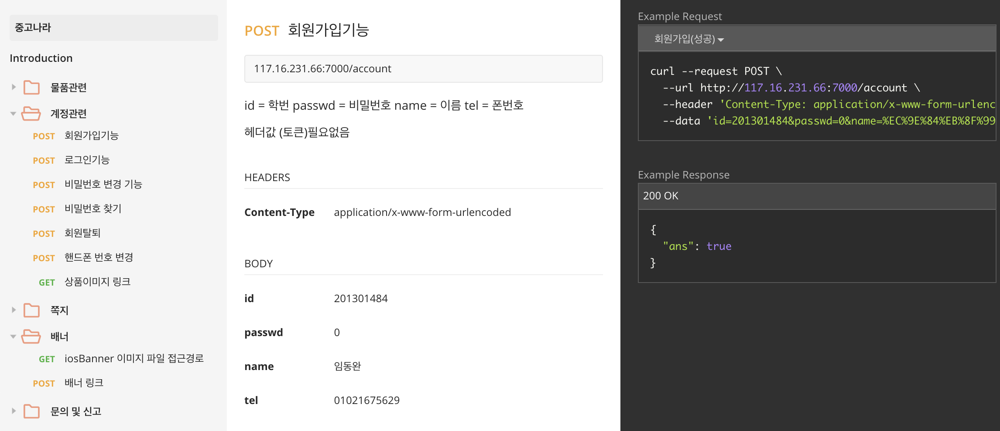 중고나라
Introduction
물품관련
계정관련
POST 회원가입기능
POST 로그인기능
POST 비밀번호 변경 기능
POST 비밀번호 찾기
POST 회원탈퇴
POST 핸드폰 번호 변경
GET 상품이미지 링크
쪽지
배너
GET iosBanner 이미지 파일 접근경로
POST 배너 링크
문의 및 신고
POST 회원가입기능
117.16.231.66:7000/account
id = 학번 passwd = 비밀번호 name = 이름 tel = 폰번호
헤더값 (토큰)필요없음
HEADERS
Content-Type application/x-www-form-urlencoded
BODY
id 201301484
passwd 0
name 임동완
tel 01021675629
Example Request
회원가입(성공)
curl --request POST \
--url http://117.16.231.66:7000/account \
--header 'Content-Type: application/x-www-form-urlenc
--data 'id=201301484&passwd=0&name=%EC%9E%84%EB%8F%99
Example Response
200 OK
{
"ans": true
}